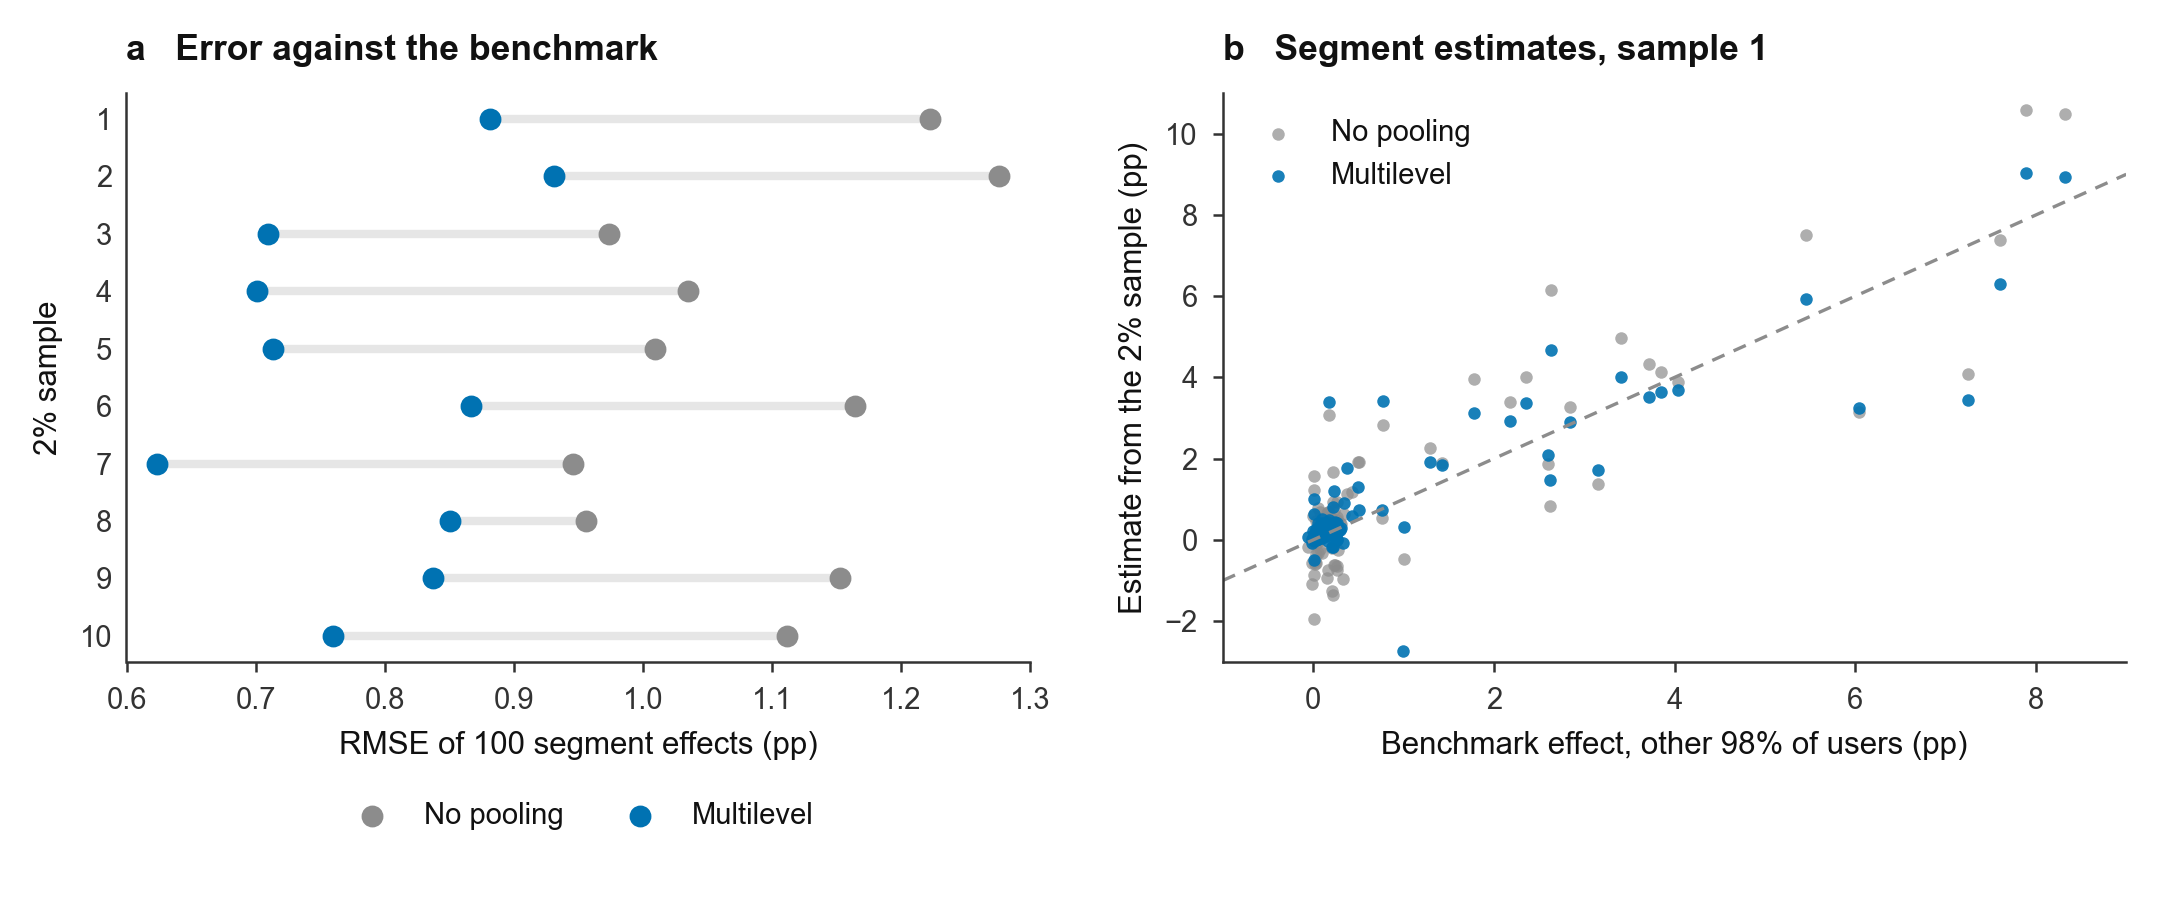 a Error against the benchmark
2% sample
1
2
3
4
5
6
7
8
9
10
0.6 0.7 0.8 0.9 1.0 1.1 1.2 1.3
RMSE of 100 segment effects (pp)
No pooling Multilevel
b Segment estimates, sample 1
No pooling
Multilevel
Estimate from the 2% sample (pp)
10
8
6
4
2
0
−2
0 2 4 6 8
Benchmark effect, other 98% of users (pp)